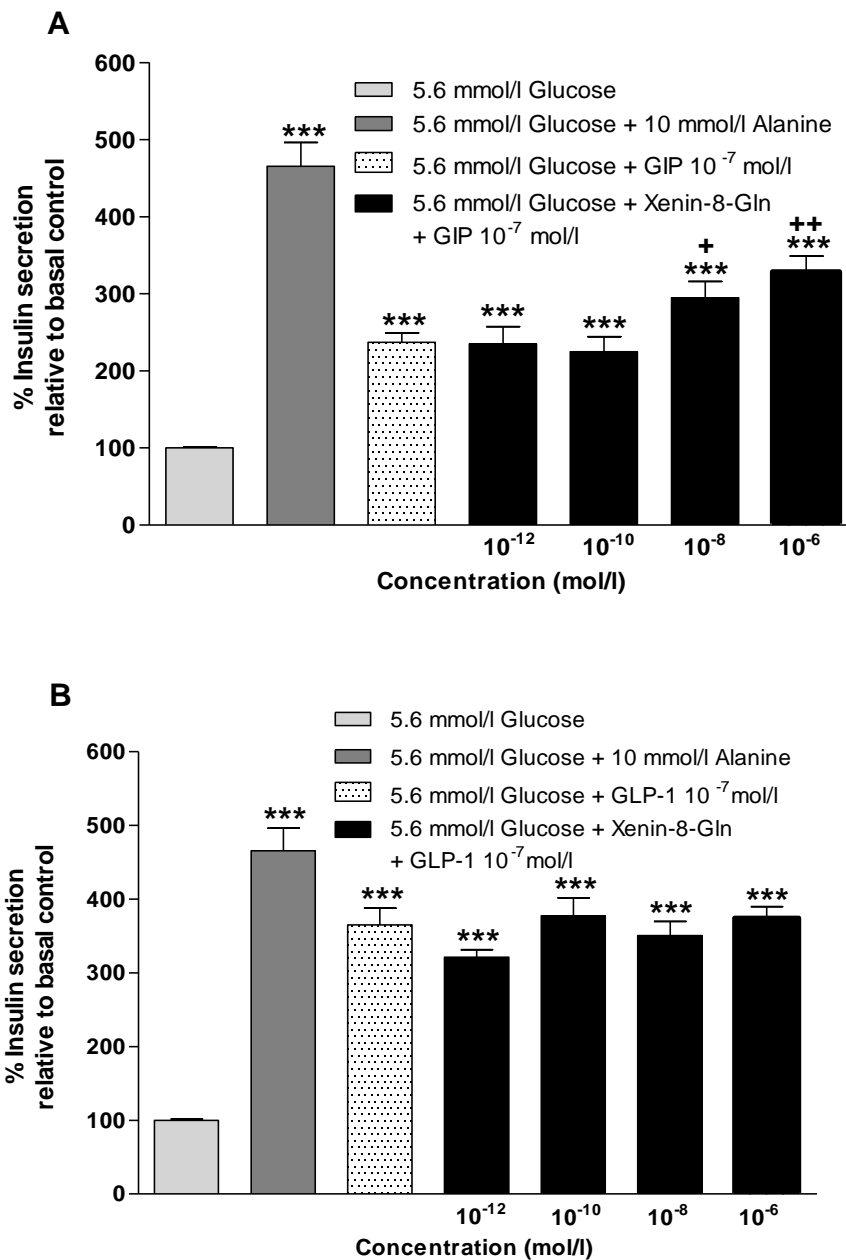 A
600
500
400
300
200
100
0
% Insulin secretion
relative to basal control
5.6 mmol/l Glucose
5.6 mmol/l Glucose + 10 mmol/l Alanine
5.6 mmol/l Glucose + GIP 10⁻⁷ mol/l
5.6 mmol/l Glucose + Xenin-8-Gln
+ GIP 10⁻⁷ mol/l
***
***
***
***
+
***
++
***
10⁻¹² 10⁻¹⁰ 10⁻⁸ 10⁻⁶
Concentration (mol/l)
B
600
500
400
300
200
100
0
% Insulin secretion
relative to basal control
5.6 mmol/l Glucose
5.6 mmol/l Glucose + 10 mmol/l Alanine
5.6 mmol/l Glucose + GLP-1 10⁻⁷mol/l
5.6 mmol/l Glucose + Xenin-8-Gln
+ GLP-1 10⁻⁷mol/l
***
***
***
***
***
***
10⁻¹² 10⁻¹⁰ 10⁻⁸ 10⁻⁶
Concentration (mol/l)